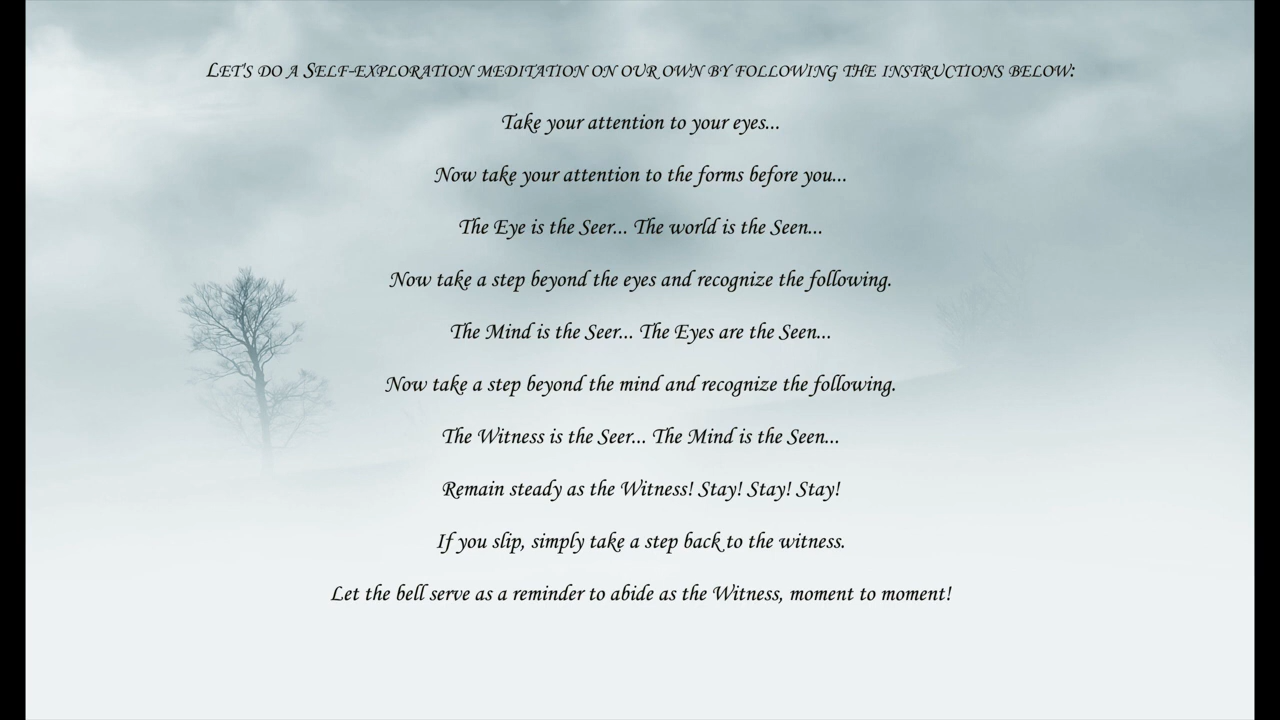 Let's do a Self-exploration meditation on our own by following the instructions below:
Take your attention to your eyes...
Now take your attention to the forms before you...
The Eye is the Seer... The world is the Seen...
Now take a step beyond the eyes and recognize the following.
The Mind is the Seer... The Eyes are the Seen...
Now take a step beyond the mind and recognize the following.
The Witness is the Seer... The Mind is the Seen...
Remain steady as the Witness! Stay! Stay! Stay!
If you slip, simply take a step back to the witness.
Let the bell serve as a reminder to abide as the Witness, moment to moment!